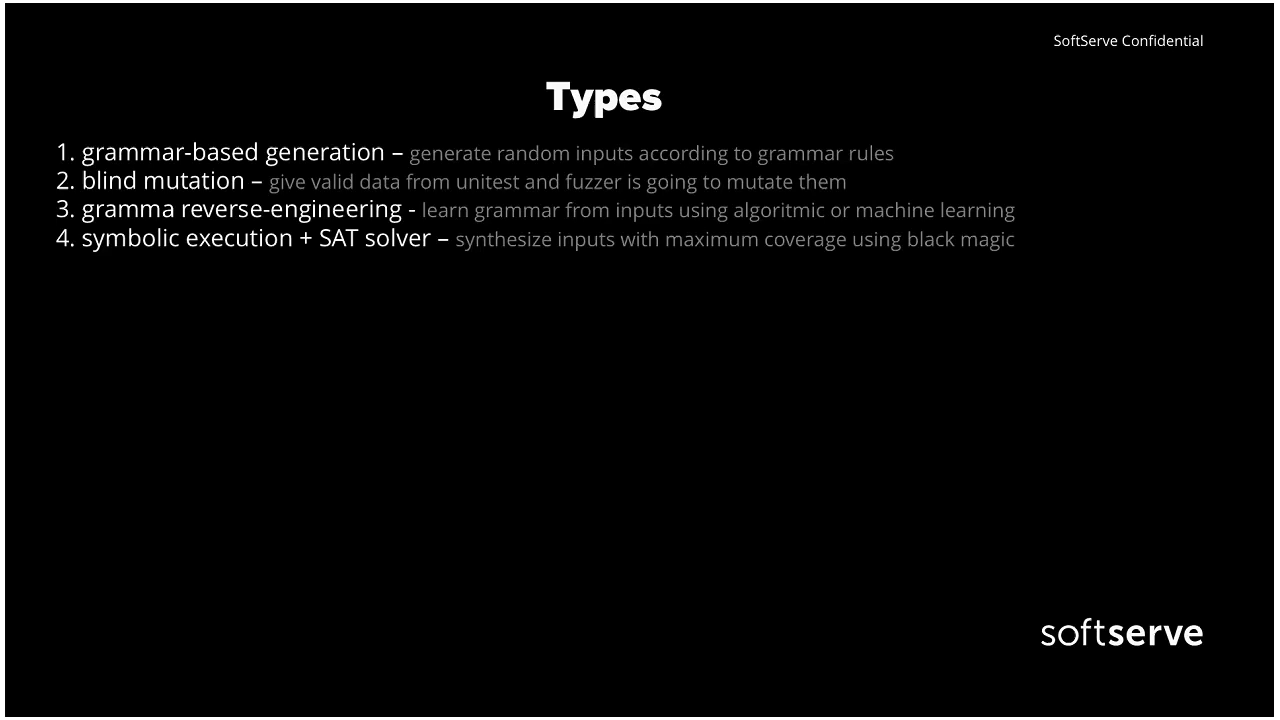 SoftServe Confidential
Types
1. grammar-based generation – generate random inputs according to grammar rules
2. blind mutation – give valid data from unitest and fuzzer is going to mutate them
3. gramma reverse-engineering - learn grammar from inputs using algoritmic or machine learning
4. symbolic execution + SAT solver – synthesize inputs with maximum coverage using black magic
softserve